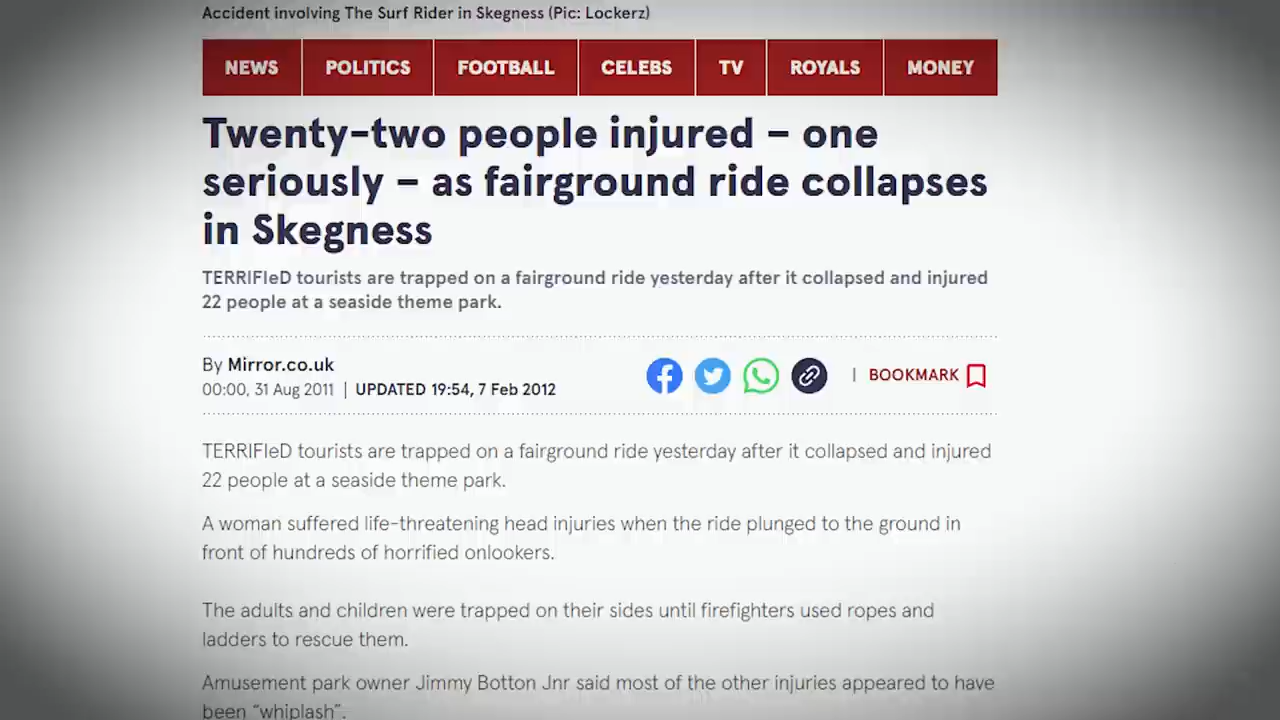 Accident involving The Surf Rider in Skegness (Pic: Lockerz)
NEWS POLITICS FOOTBALL CELEBS TV ROYALS MONEY
Twenty-two people injured – one
seriously – as fairground ride collapses
in Skegness
TERRIFIeD tourists are trapped on a fairground ride yesterday after it collapsed and injured
22 people at a seaside theme park.
By Mirror.co.uk
00:00, 31 Aug 2011 | UPDATED 19:54, 7 Feb 2012
| BOOKMARK
TERRIFIeD tourists are trapped on a fairground ride yesterday after it collapsed and injured
22 people at a seaside theme park.
A woman suffered life-threatening head injuries when the ride plunged to the ground in
front of hundreds of horrified onlookers.
The adults and children were trapped on their sides until firefighters used ropes and
ladders to rescue them.
Amusement park owner Jimmy Botton Jnr said most of the other injuries appeared to have
been “whiplash”.